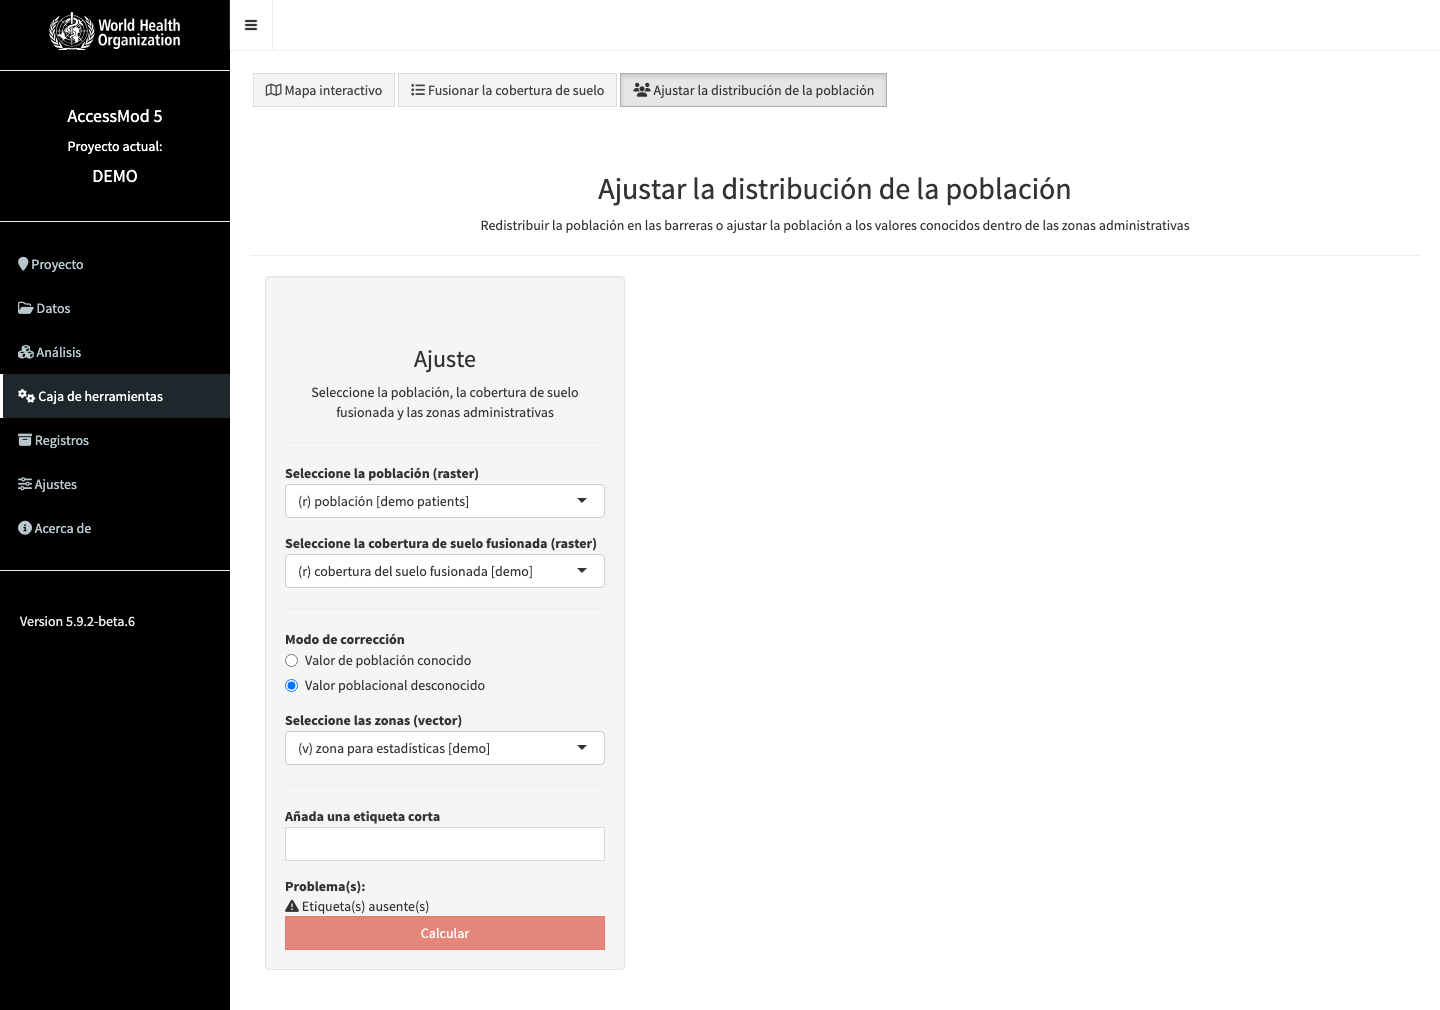 World Health
Organization
AccessMod 5
Proyecto actual:
DEMO
Proyecto
Datos
Análisis
Caja de herramientas
Registros
Ajustes
Acerca de
Version 5.9.2-beta.6
Mapa interactivo
Fusionar la cobertura de suelo
Ajustar la distribución de la población
Ajustar la distribución de la población
Redistribuir la población en las barreras o ajustar la población a los valores conocidos dentro de las zonas administrativas
Ajuste
Seleccione la población, la cobertura de suelo
fusionada y las zonas administrativas
Seleccione la población (raster)
(r) población [demo patients]
Seleccione la cobertura de suelo fusionada (raster)
(r) cobertura del suelo fusionada [demo]
Modo de corrección
Valor de población conocido
Valor poblacional desconocido
Seleccione las zonas (vector)
(v) zona para estadísticas [demo]
Añada una etiqueta corta
Problema(s):
Etiqueta(s) ausente(s)
Calcular